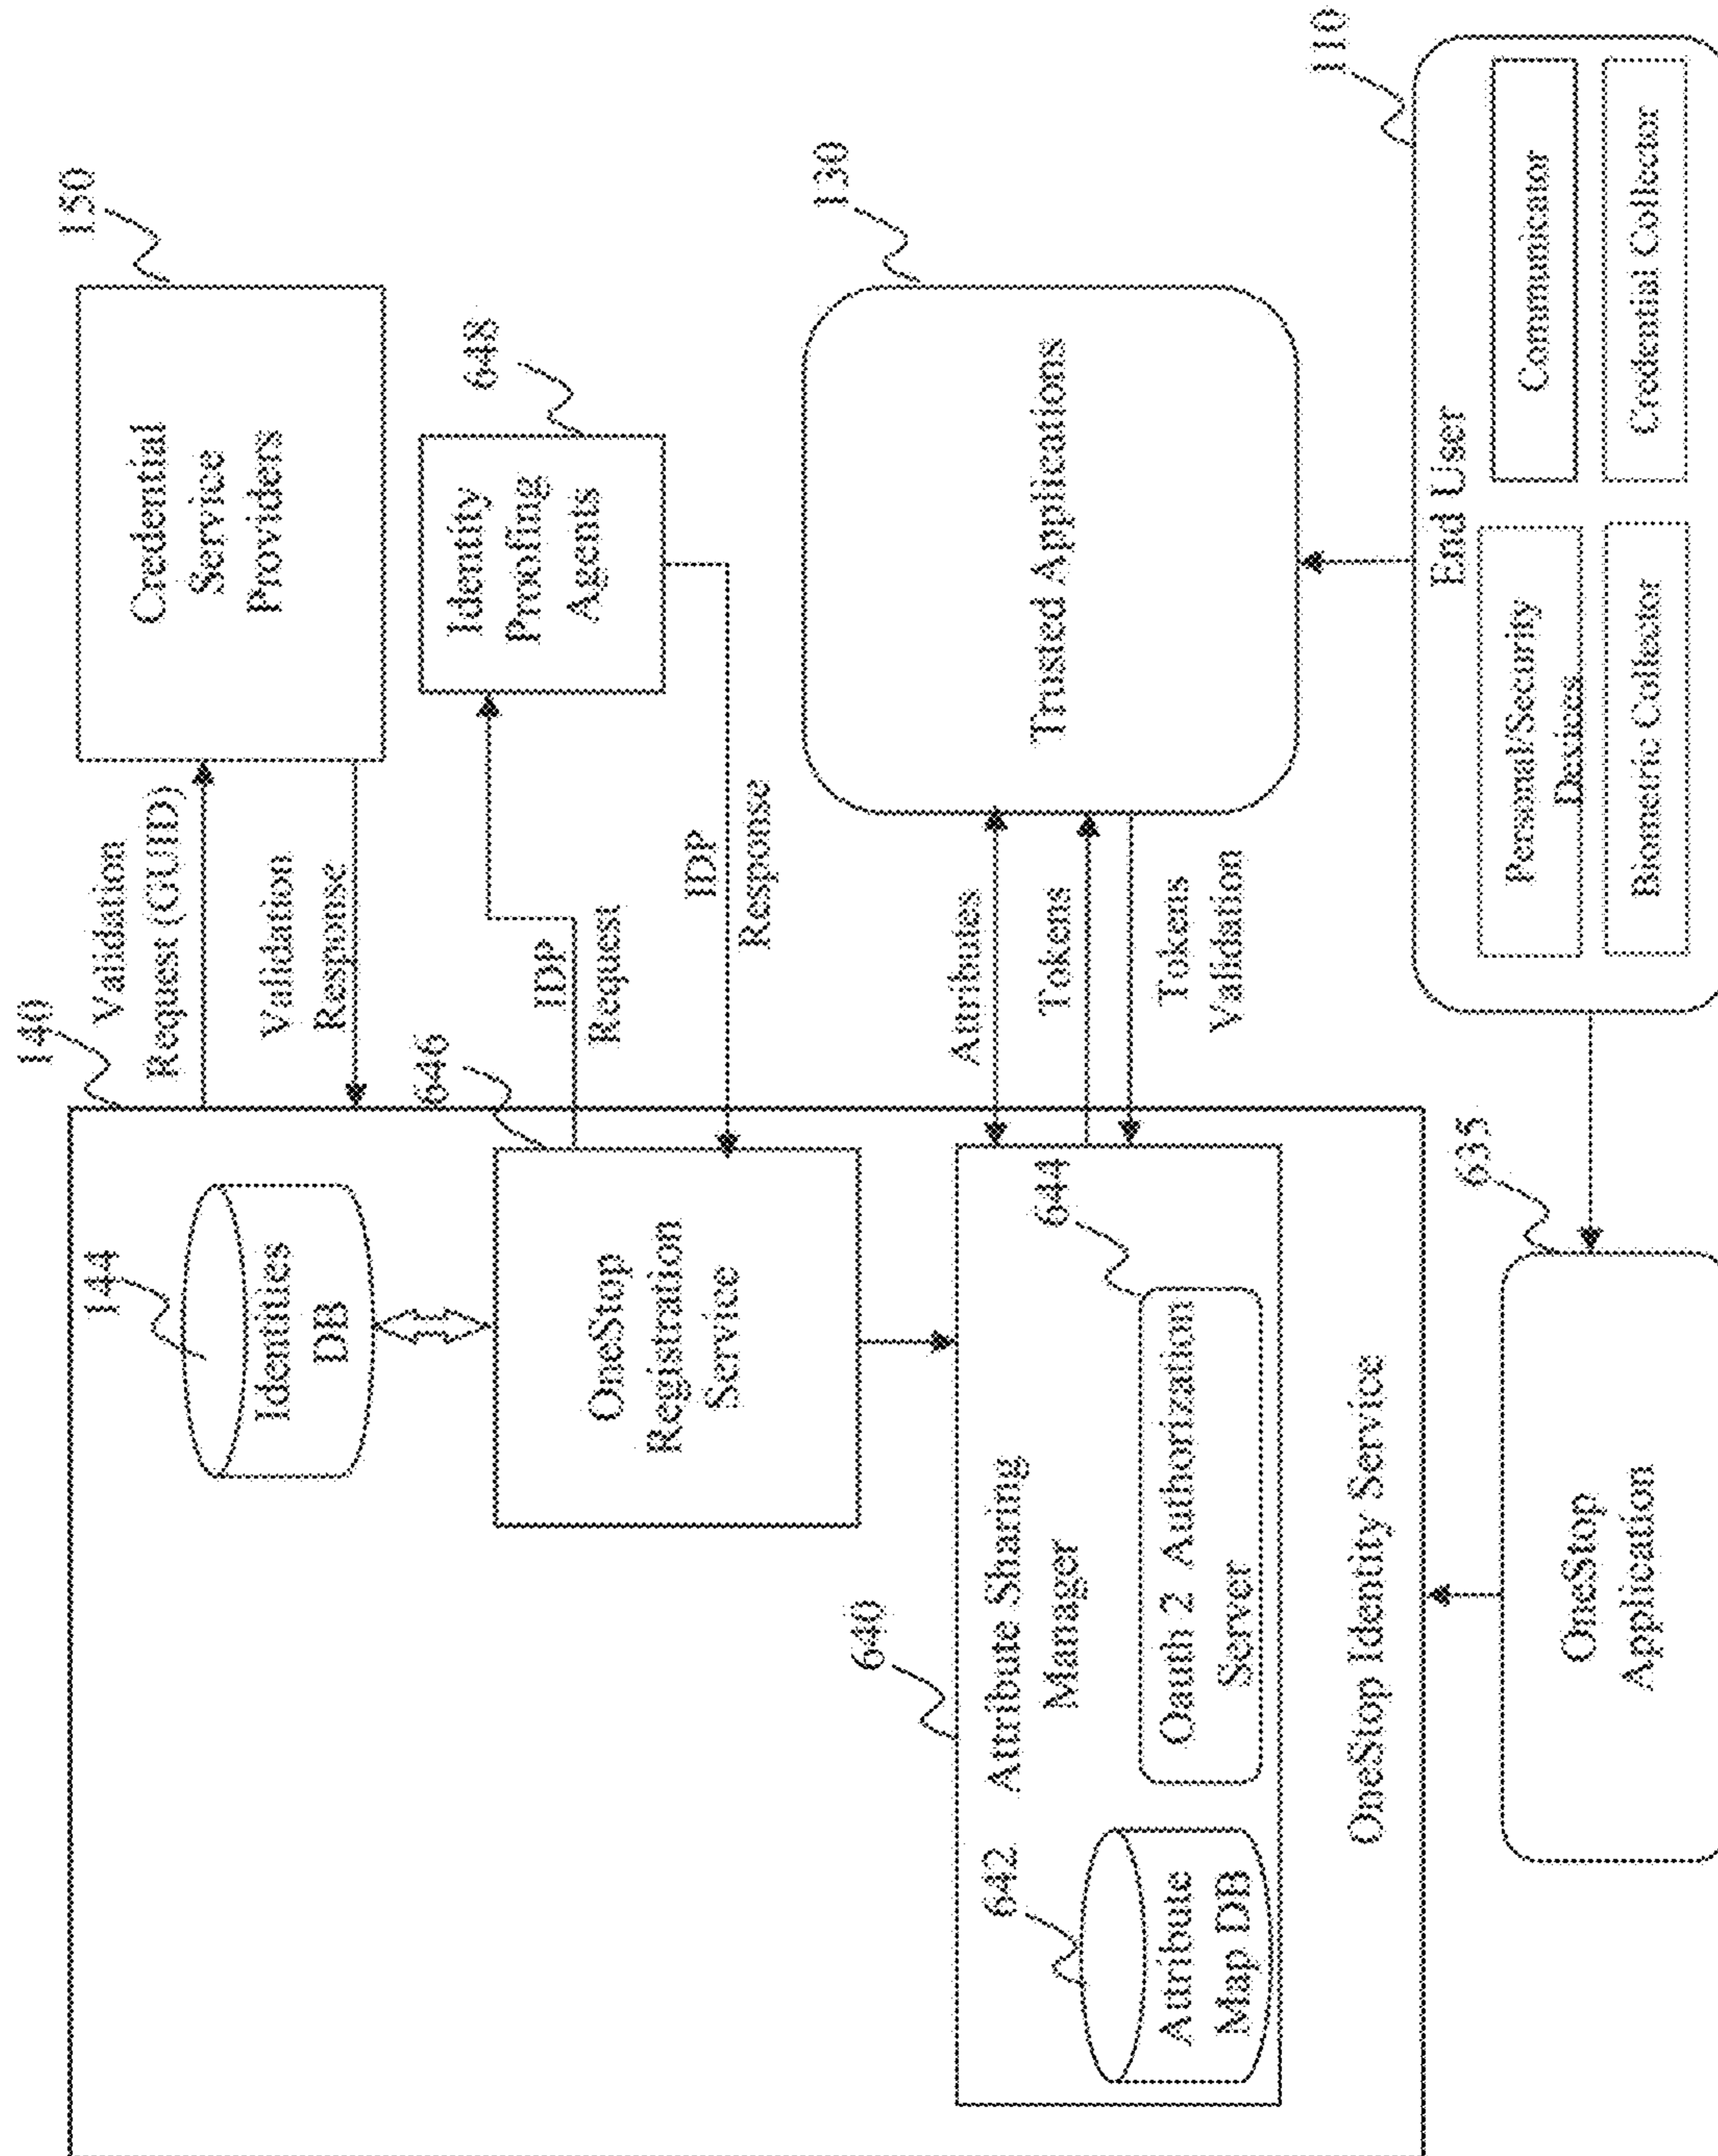 140
144
Identities
DB
646
OneStop
Registration
Service
640
Attribute Sharing
Manager
642
Attribute
Map DB
644
Oauth 2 Authorization
Server
OneStop Identity Service
Validation
Request (GUID)
Validation
Response
150
Credential
Service
Providers
IDP
Request
648
Identity
Proofing
Agents
IDP
Response
Attributes
Tokens
Tokens
Validation
130
Trusted Applications
635
OneStop
Application
110
End User
Personal/Security
Devices
Communicator
Biometric Collector
Credential Collector